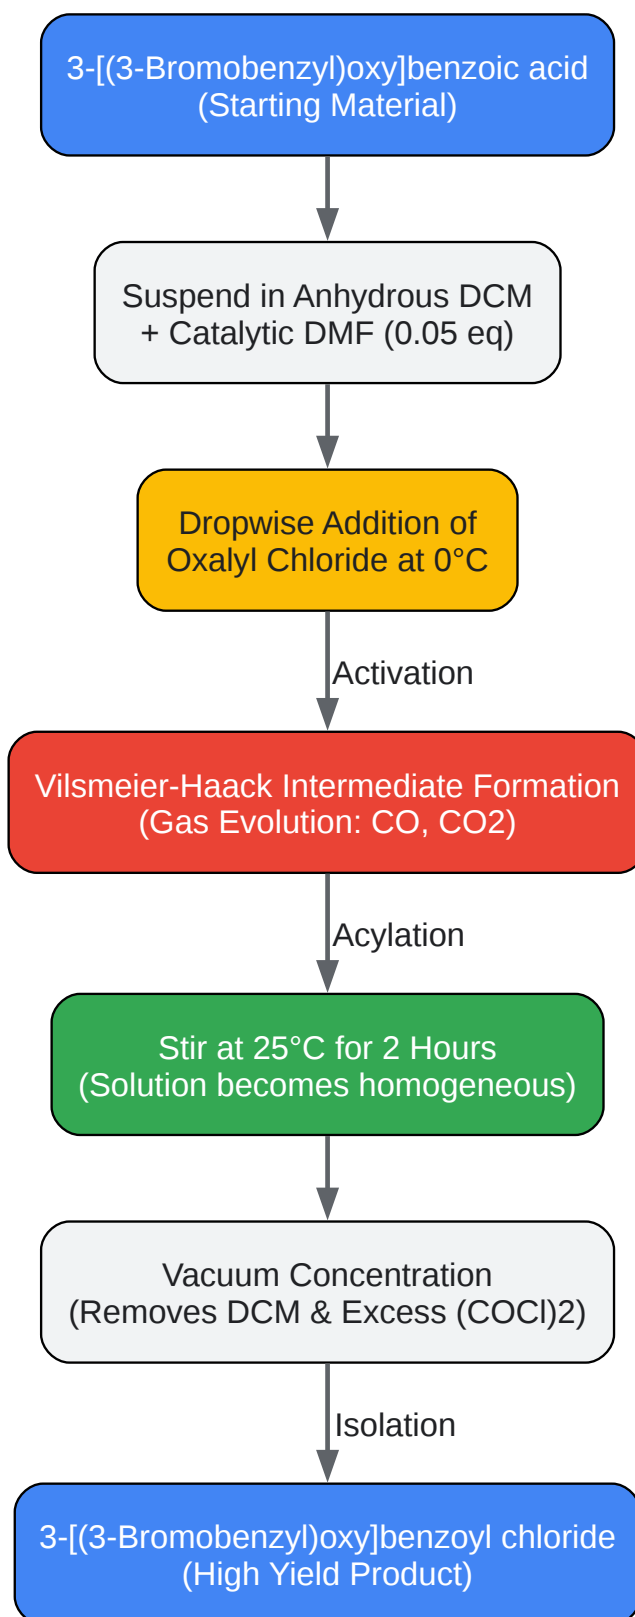 3-[(3-Bromobenzyl)oxy]benzoic acid
(Starting Material)
Suspend in Anhydrous DCM
+ Catalytic DMF (0.05 eq)
Dropwise Addition of
Oxalyl Chloride at 0°C
Activation
Vilsmeier-Haack Intermediate Formation
(Gas Evolution: CO, CO2)
Acylation
Stir at 25°C for 2 Hours
(Solution becomes homogeneous)
Vacuum Concentration
(Removes DCM & Excess (COCl)2)
Isolation
3-[(3-Bromobenzyl)oxy]benzoyl chloride
(High Yield Product)